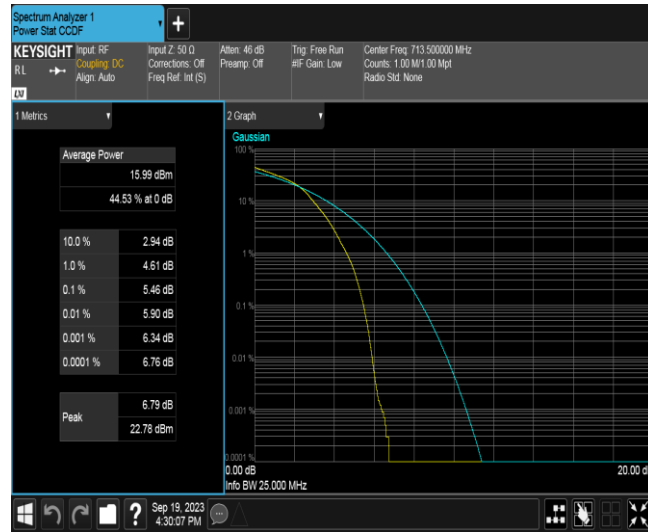 Spectrum Analyzer 1
Power Stat CCDF
+
KEYSIGHT
RL
LXI
Input: RF
Coupling: DC
Align: Auto
Input Z: 50 Ω
Corrections: Off
Freq Ref: Int (S)
Atten: 46 dB
Preamp: Off
Trig: Free Run
#IF Gain: Low
Center Freq: 713.500000 MHz
Counts: 1.00 M/1.00 Mpt
Radio Std: None
1 Metrics
Average Power
15.99 dBm
44.53 % at 0 dB
10.0 % 2.94 dB
1.0 % 4.61 dB
0.1 % 5.46 dB
0.01 % 5.90 dB
0.001 % 6.34 dB
0.0001 % 6.76 dB
Peak
6.79 dB
22.78 dBm
2 Graph
Gaussian
100 %
10 %
1 %
0.1 %
0.01 %
0.001 %
0.0001 %
0.00 dB
20.00 d
Info BW 25.000 MHz
?
Sep 19, 2023
4:30:07 PM